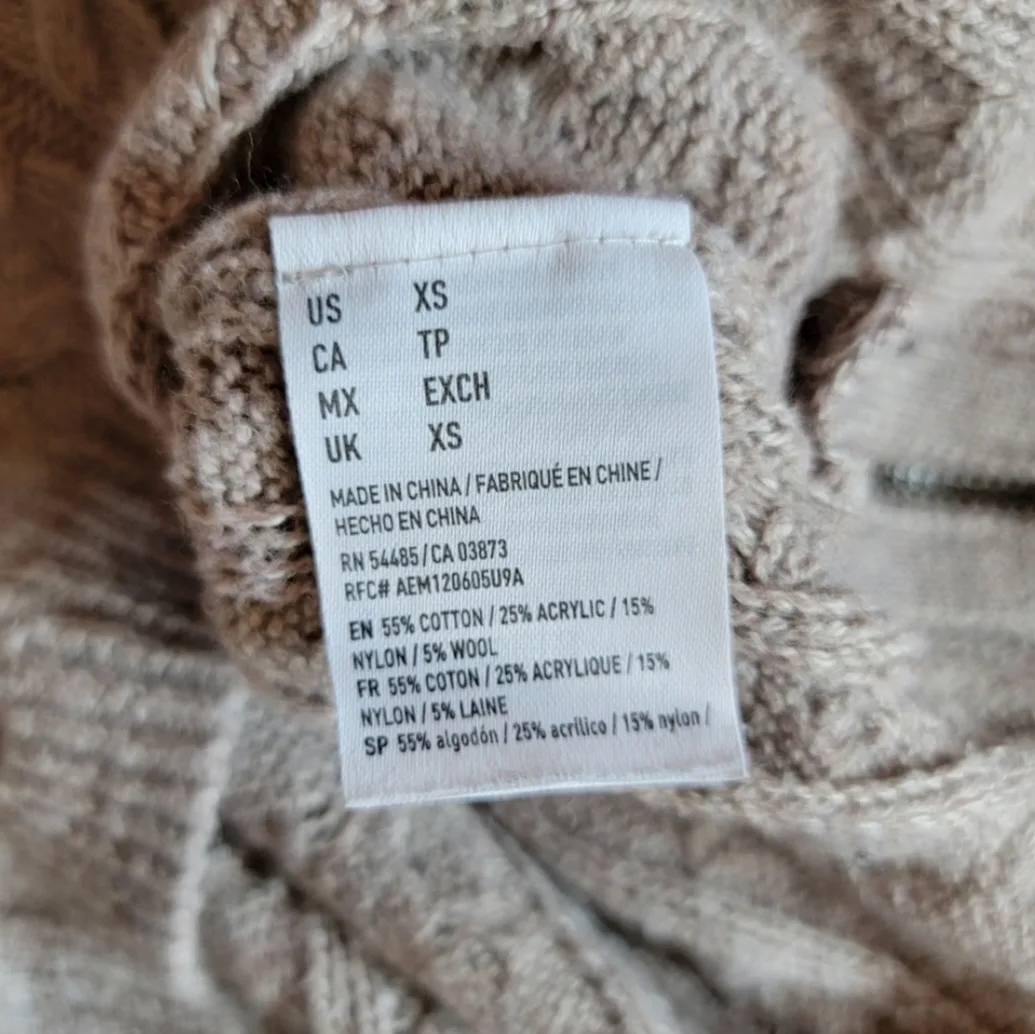 US XS
CA TP
MX EXCH
UK XS
MADE IN CHINA / FABRIQUÉ EN CHINE /
HECHO EN CHINA
RN 54485 / CA 03873
RFC# AEM120605U9A
EN 55% COTTON / 25% ACRYLIC / 15%
NYLON / 5% WOOL
FR 55% COTON / 25% ACRYLIQUE / 15%
NYLON / 5% LAINE
SP 55% algodón / 25% acrílico / 15% nylon /